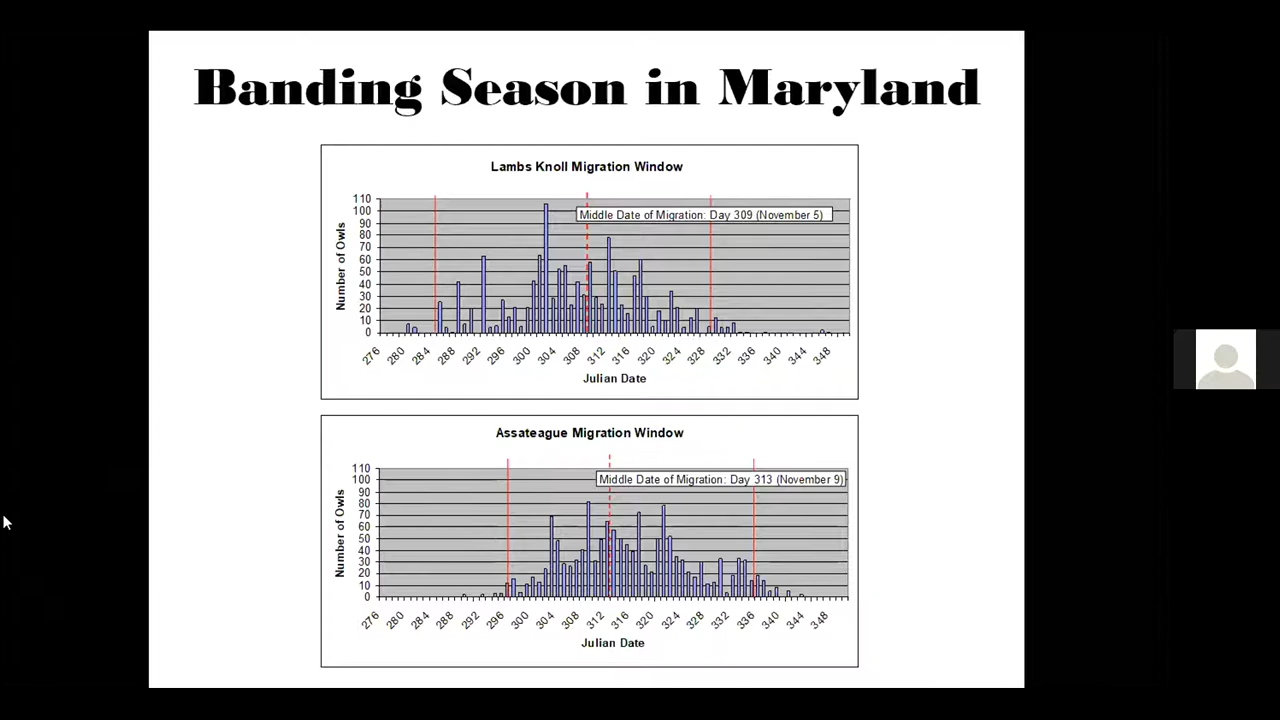 Banding Season in Maryland
Lambs Knoll Migration Window
Middle Date of Migration: Day 309 (November 5)
Number of Owls
110
100
90
80
70
60
50
40
30
20
10
0
276 280 284 288 292 296 300 304 308 312 316 320 324 328 332 336 340 344 348
Julian Date
Assateague Migration Window
Middle Date of Migration: Day 313 (November 9)
Number of Owls
110
100
90
80
70
60
50
40
30
20
10
0
276 280 284 288 292 296 300 304 308 312 316 320 324 328 332 336 340 344 348
Julian Date